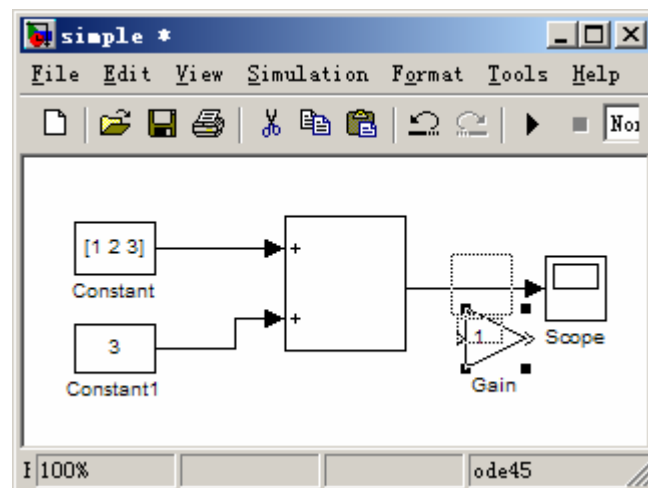 simple *
File Edit View Simulation Format Tools Help
[1 2 3]
+
Constant
3
+
Constant1
1
Gain
Scope
100%
ode45